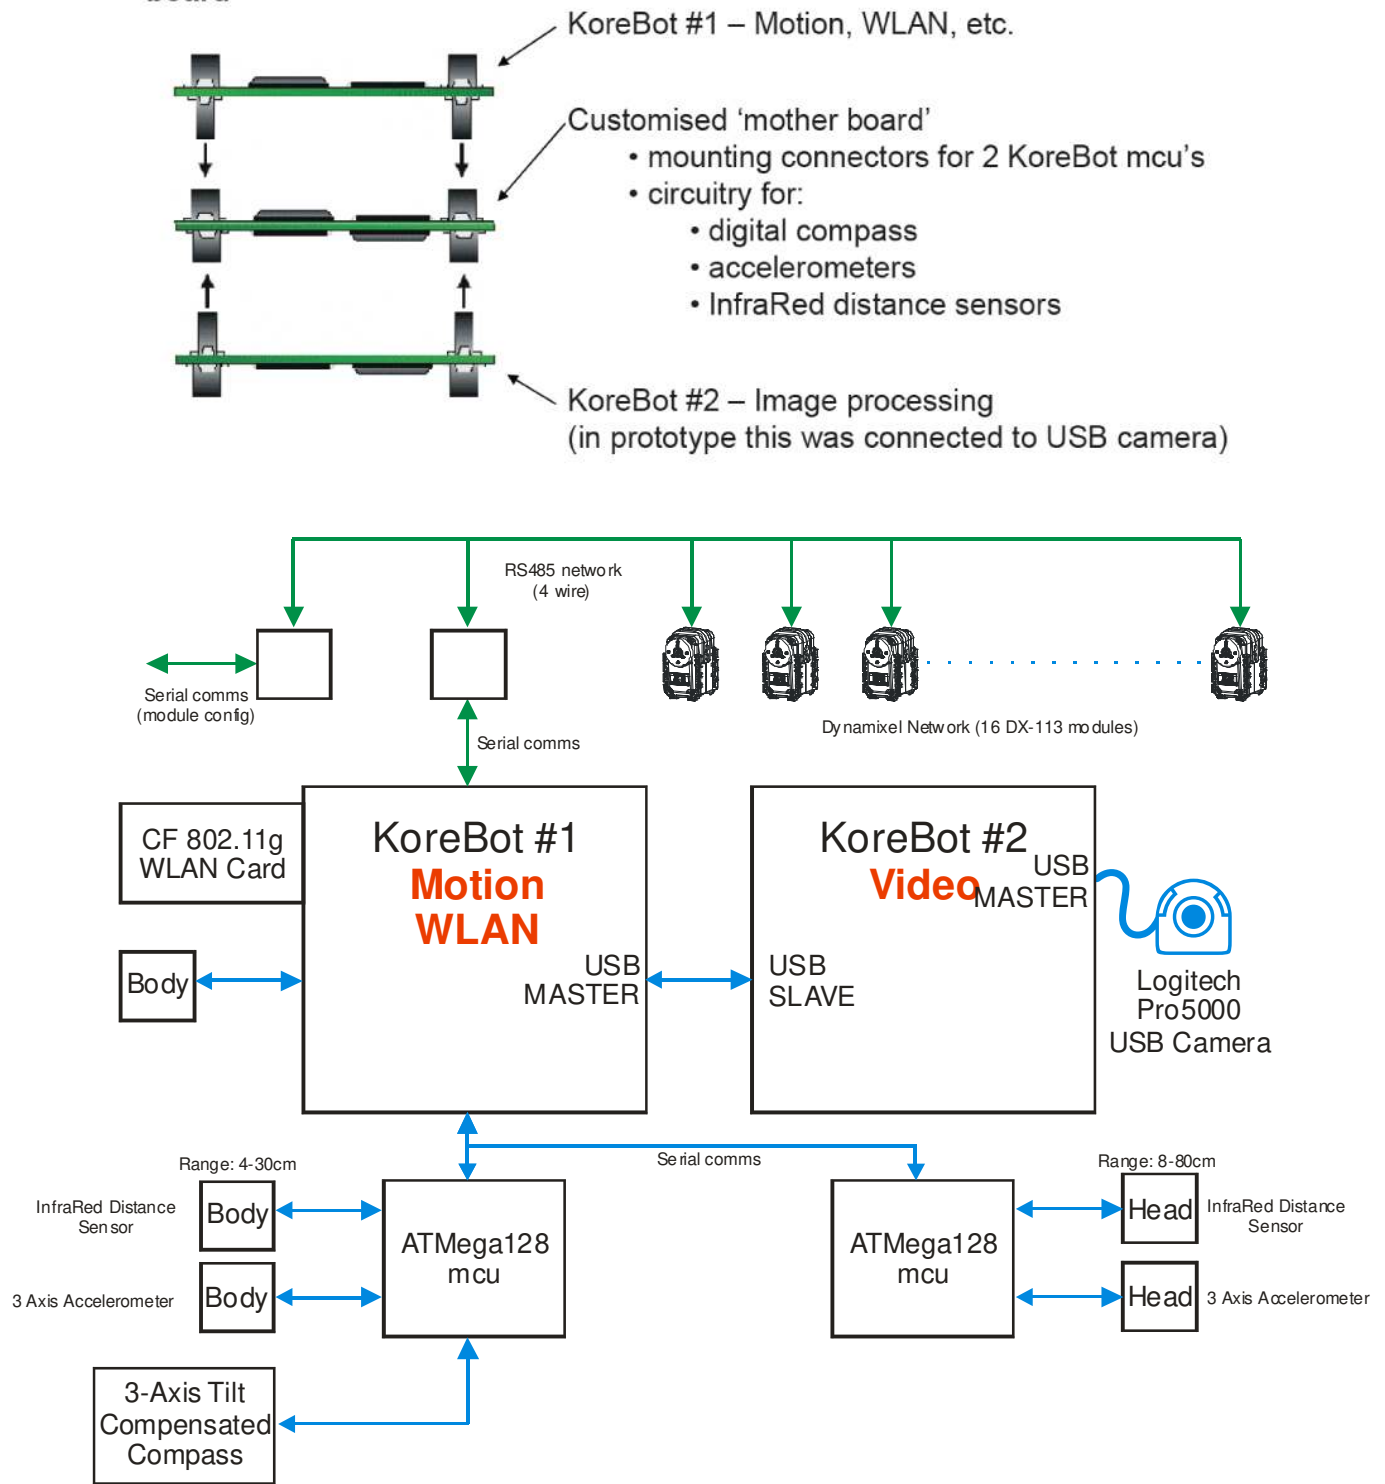 board
KoreBot #1 – Motion, WLAN, etc.
Customised ‘mother board’
• mounting connectors for 2 KoreBot mcu’s
• circuitry for:
• digital compass
• accelerometers
• InfraRed distance sensors
KoreBot #2 – Image processing
(in prototype this was connected to USB camera)
RS485 network
(4 wire)
Serial comms
(module config)
Serial comms
Dynamixel Network (16 DX-113 modules)
CF 802.11g
WLAN Card
KoreBot #1
Motion
WLAN
USB
MASTER
Body
KoreBot #2
Video
USB
MASTER
USB
SLAVE
Logitech
Pro5000
USB Camera
Serial comms
Range: 4-30cm
InfraRed Distance
Sensor
Body
3 Axis Accelerometer
Body
ATMega128
mcu
3-Axis Tilt
Compensated
Compass
ATMega128
mcu
Range: 8-80cm
Head
InfraRed Distance
Sensor
Head
3 Axis Accelerometer